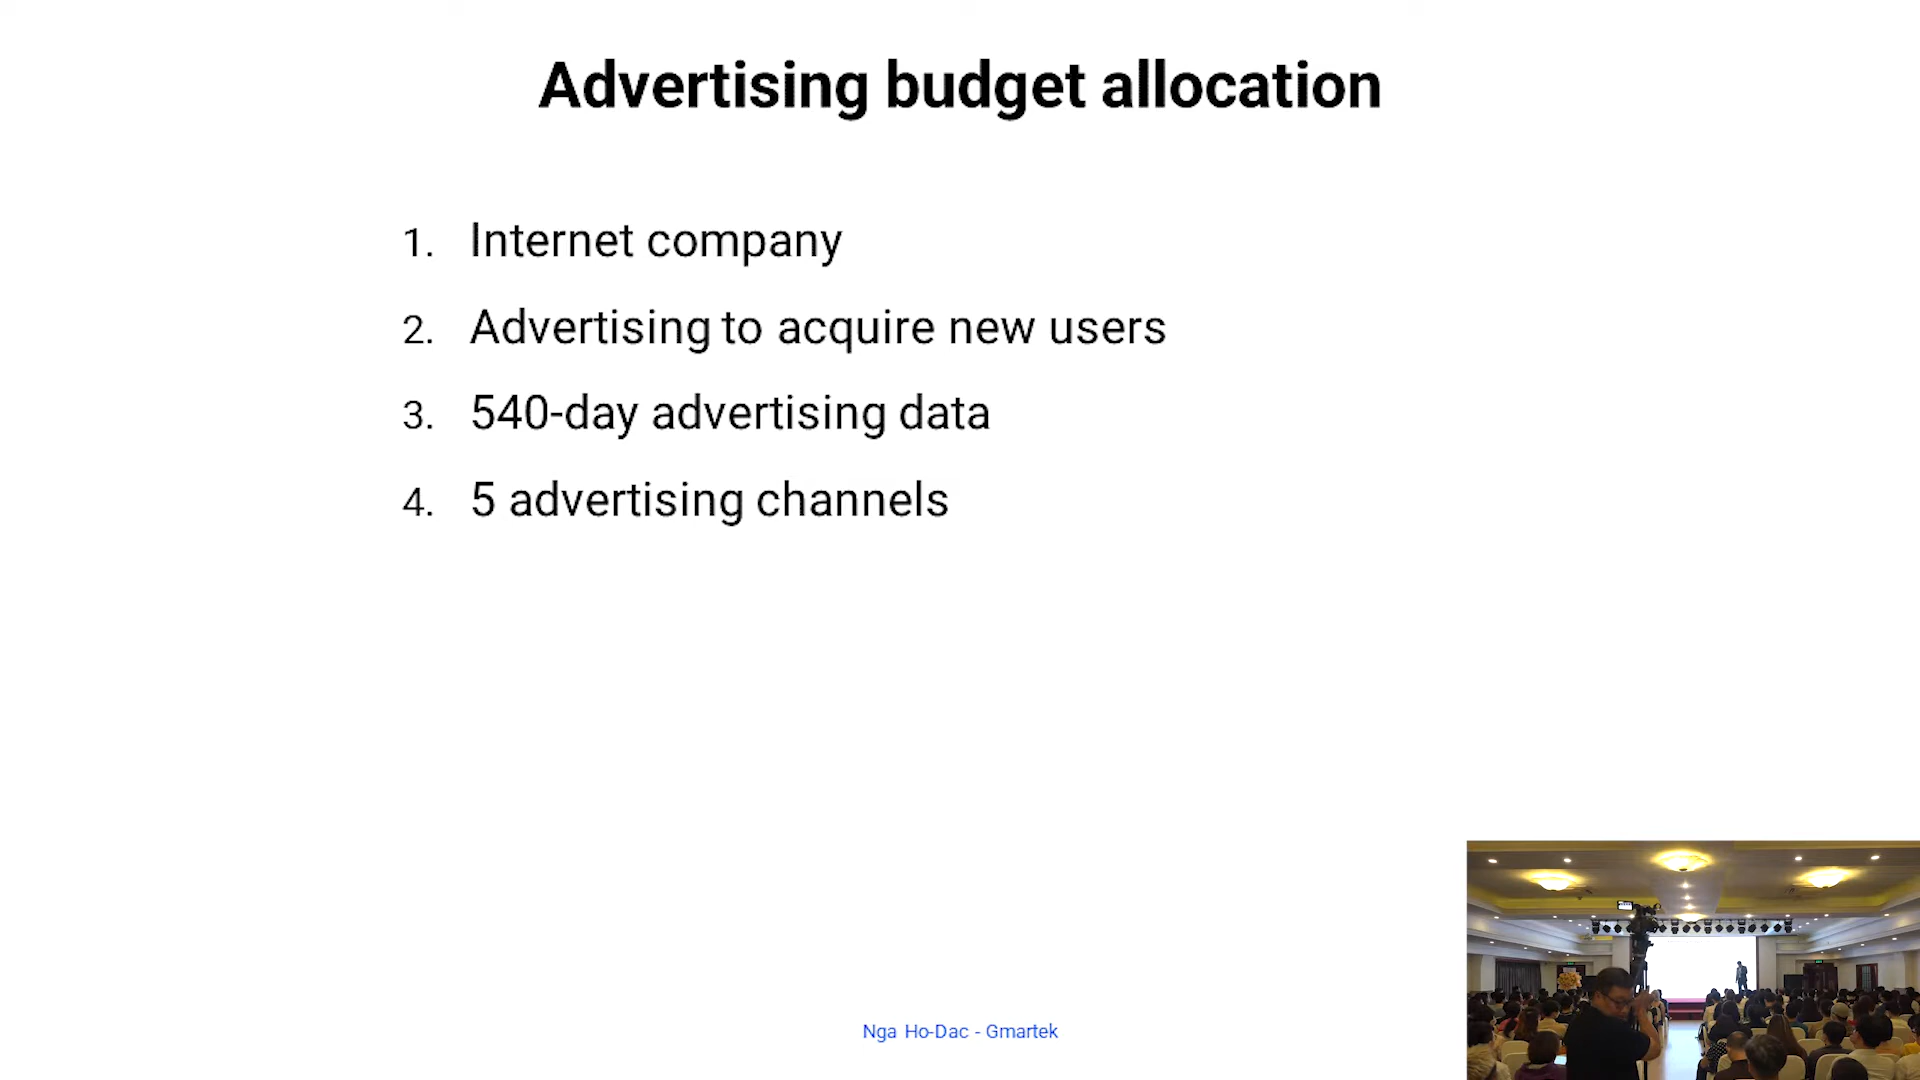 Advertising budget allocation
1. Internet company
2. Advertising to acquire new users
3. 540-day advertising data
4. 5 advertising channels
Nga Ho-Dac - Gmartek